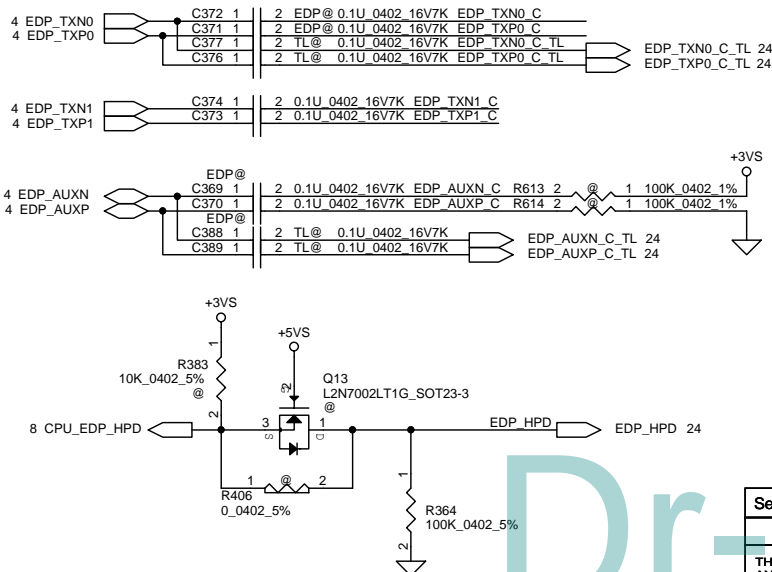 4 EDP_TXN0 C372 1 2 EDP@ 0.1U_0402_16V7K EDP_TXN0_C
4 EDP_TXP0 C371 1 2 EDP@ 0.1U_0402_16V7K EDP_TXP0_C
C377 1 2 TL@ 0.1U_0402_16V7K EDP_TXN0_C_TL EDP_TXN0_C_TL 24
C376 1 2 TL@ 0.1U_0402_16V7K EDP_TXP0_C_TL EDP_TXP0_C_TL 24
4 EDP_TXN1 C374 1 2 0.1U_0402_16V7K EDP_TXN1_C
4 EDP_TXP1 C373 1 2 0.1U_0402_16V7K EDP_TXP1_C
+3VS
EDP@
4 EDP_AUXN C369 1 2 0.1U_0402_16V7K EDP_AUXN_C R613 2 @ 1 100K_0402_1%
4 EDP_AUXP C370 1 2 0.1U_0402_16V7K EDP_AUXP_C R614 2 @ 1 100K_0402_1%
EDP@
C388 1 2 TL@ 0.1U_0402_16V7K EDP_AUXN_C_TL 24
C389 1 2 TL@ 0.1U_0402_16V7K EDP_AUXP_C_TL 24
+3VS
+5VS
1
R383
10K_0402_5%
@
2
2
G
Q13
L2N7002LT1G_SOT23-3
@
8 CPU_EDP_HPD 3 S D 1 EDP_HPD EDP_HPD 24
1 @ 2
R406
0_0402_5%
1
R364
100K_0402_5%
2
Dr-
Se
TH